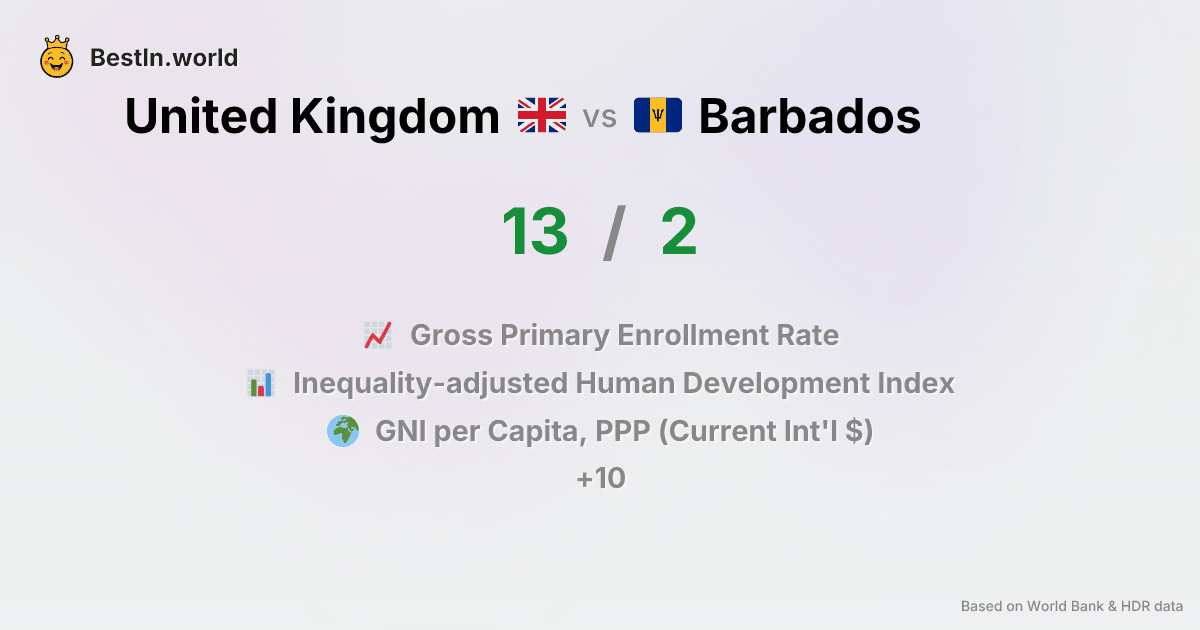 BestIn.world
United Kingdom vs Barbados
13 / 2
Gross Primary Enrollment Rate
Inequality-adjusted Human Development Index
GNI per Capita, PPP (Current Int'l $)
+10
Based on World Bank & HDR data